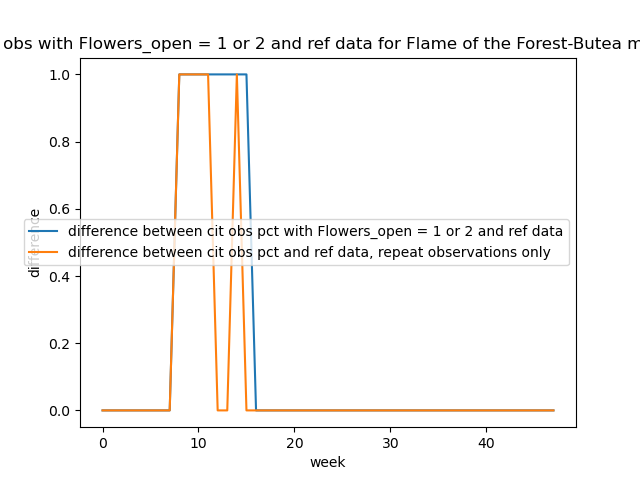 obs with Flowers_open = 1 or 2 and ref data for Flame of the Forest-Butea m
1.0
0.8
0.6
0.4
0.2
0.0
difference
difference between cit obs pct with Flowers_open = 1 or 2 and ref data
difference between cit obs pct and ref data, repeat observations only
0 10 20 30 40
week